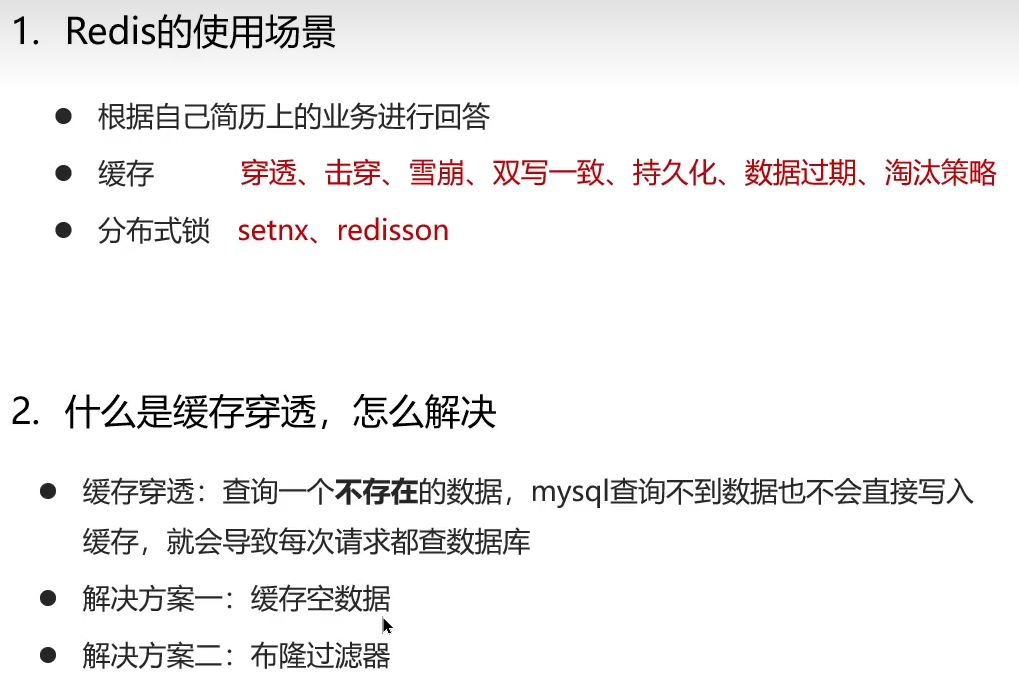 1. Redis的使用场景
● 根据自己简历上的业务进行回答
● 缓存 穿透、击穿、雪崩、双写一致、持久化、数据过期、淘汰策略
● 分布式锁 setnx、redisson
2. 什么是缓存穿透，怎么解决
● 缓存穿透：查询一个不存在的数据，mysql查询不到数据也不会直接写入
缓存，就会导致每次请求都查数据库
● 解决方案一：缓存空数据
● 解决方案二：布隆过滤器